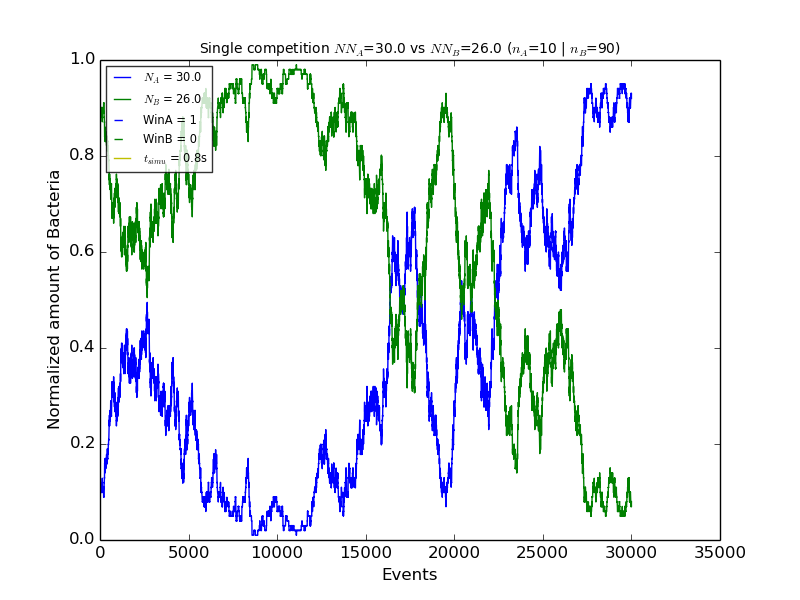 Single competition NN_A=30.0 vs NN_B=26.0 (n_A=10 | n_B=90)
1.0
N_A = 30.0
N_B = 26.0
WinA = 1
WinB = 0
t_simu = 0.8s
0.8
0.6
0.4
0.2
0.0
Normalized amount of Bacteria
0 5000 10000 15000 20000 25000 30000 35000
Events